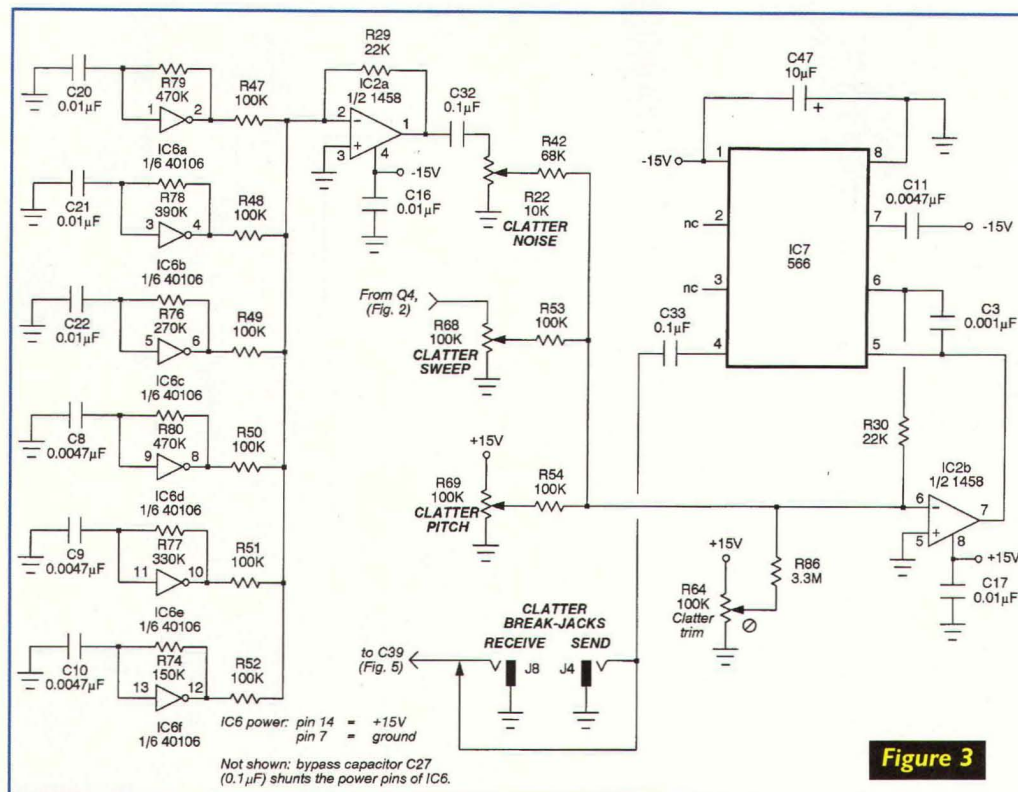 C20
0.01µF
R79
470K
1
2
IC6a
1/6 40106
R47
100K
C21
0.01µF
R78
390K
3
4
IC6b
1/6 40106
R48
100K
C22
0.01µF
R76
270K
5
6
IC6c
1/6 40106
R49
100K
C8
0.0047µF
R80
470K
9
8
IC6d
1/6 40106
R50
100K
C9
0.0047µF
R77
330K
11
10
IC6e
1/6 40106
R51
100K
C10
0.0047µF
R74
150K
13
12
IC6f
1/6 40106
R52
100K
R29
22K
IC2a
1/2 1458
2
–
+
3
1
4
-15V
C16
0.01µF
C32
0.1µF
R42
68K
R22
10K
CLATTER
NOISE
From Q4,
(Fig. 2)
R68
100K
CLATTER
SWEEP
R53
100K
+15V
R69
100K
CLATTER
PITCH
R54
100K
C47
10µF
+
-15V
1
8
nc
2
nc
3
C33
0.1µF
4
IC7
566
7
C11
0.0047µF
-15V
6
5
C3
0.001µF
R30
22K
IC2b
1/2 1458
6
–
+
5
7
8
+15V
C17
0.01µF
+15V
R64
100K
Clatter
trim
R86
3.3M
CLATTER
BREAK-JACKS
RECEIVE SEND
to C39
(Fig. 5)
J8
J4
IC6 power: pin 14 = +15V
pin 7 = ground
Not shown: bypass capacitor C27
(0.1µF) shunts the power pins of IC6.
Figure 3